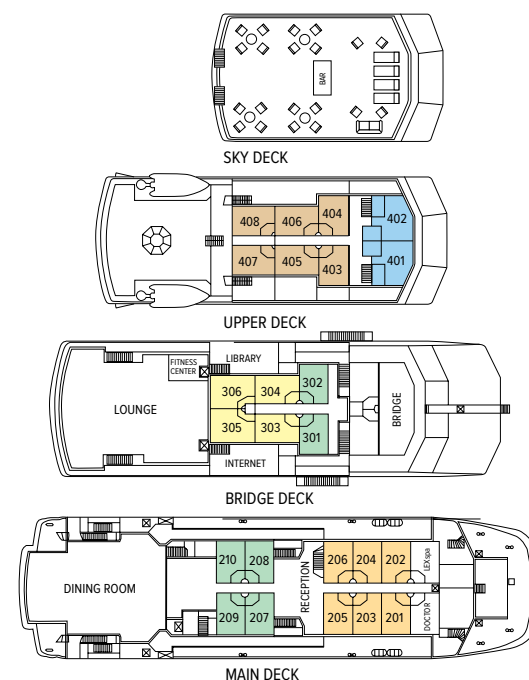 BAR
SKY DECK
408 406 404 402
407 405 403 401
UPPER DECK
FITNESS
CENTER
LIBRARY
306 304 302
LOUNGE
BRIDGE
305 303 301
INTERNET
BRIDGE DECK
210 208 206 204 202 LEXspa
DINING ROOM
RECEPTION
209 207 205 203 201 DOCTOR
MAIN DECK